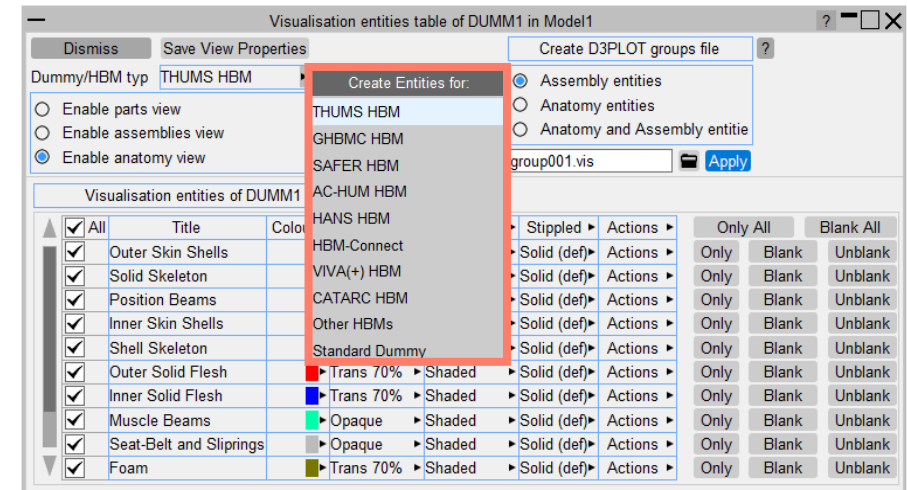 Visualisation entities table of DUMM1 in Model1 ?
Dismiss Save View Properties Create D3PLOT groups file ?
Dummy/HBM typ THUMS HBM
Create Entities for:
THUMS HBM
GHBMC HBM
SAFER HBM
AC-HUM HBM
HANS HBM
HBM-Connect
VIVA(+) HBM
CATARC HBM
Other HBMs
Standard Dummy
Assembly entities
Anatomy entities
Anatomy and Assembly entitie
Enable parts view
Enable assemblies view
Enable anatomy view
group001.vis Apply
Visualisation entities of DUMM1
All Title Colou Stippled Actions Only All Blank All
Outer Skin Shells Solid (def) Actions Only Blank Unblank
Solid Skeleton Solid (def) Actions Only Blank Unblank
Position Beams Solid (def) Actions Only Blank Unblank
Inner Skin Shells Solid (def) Actions Only Blank Unblank
Shell Skeleton Solid (def) Actions Only Blank Unblank
Outer Solid Flesh Trans 70% Shaded Solid (def) Actions Only Blank Unblank
Inner Solid Flesh Trans 70% Shaded Solid (def) Actions Only Blank Unblank
Muscle Beams Opaque Shaded Solid (def) Actions Only Blank Unblank
Seat-Belt and Sliprings Opaque Shaded Solid (def) Actions Only Blank Unblank
Foam Trans 70% Shaded Solid (def) Actions Only Blank Unblank